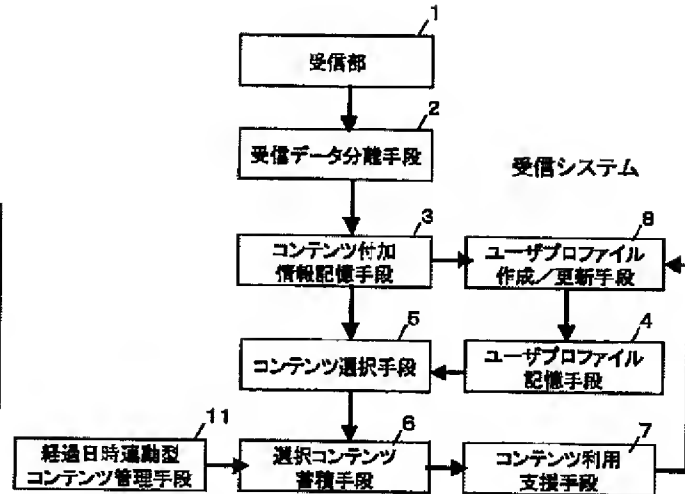 1
受信部
2
受信データ分離手段
受信システム
3
コンテンツ付加
情報記憶手段
8
ユーザプロファイル
作成／更新手段
5
コンテンツ選択手段
4
ユーザプロファイル
記憶手段
11
経過日時連動型
コンテンツ管理手段
6
選択コンテンツ
蓄積手段
7
コンテンツ利用
支援手段